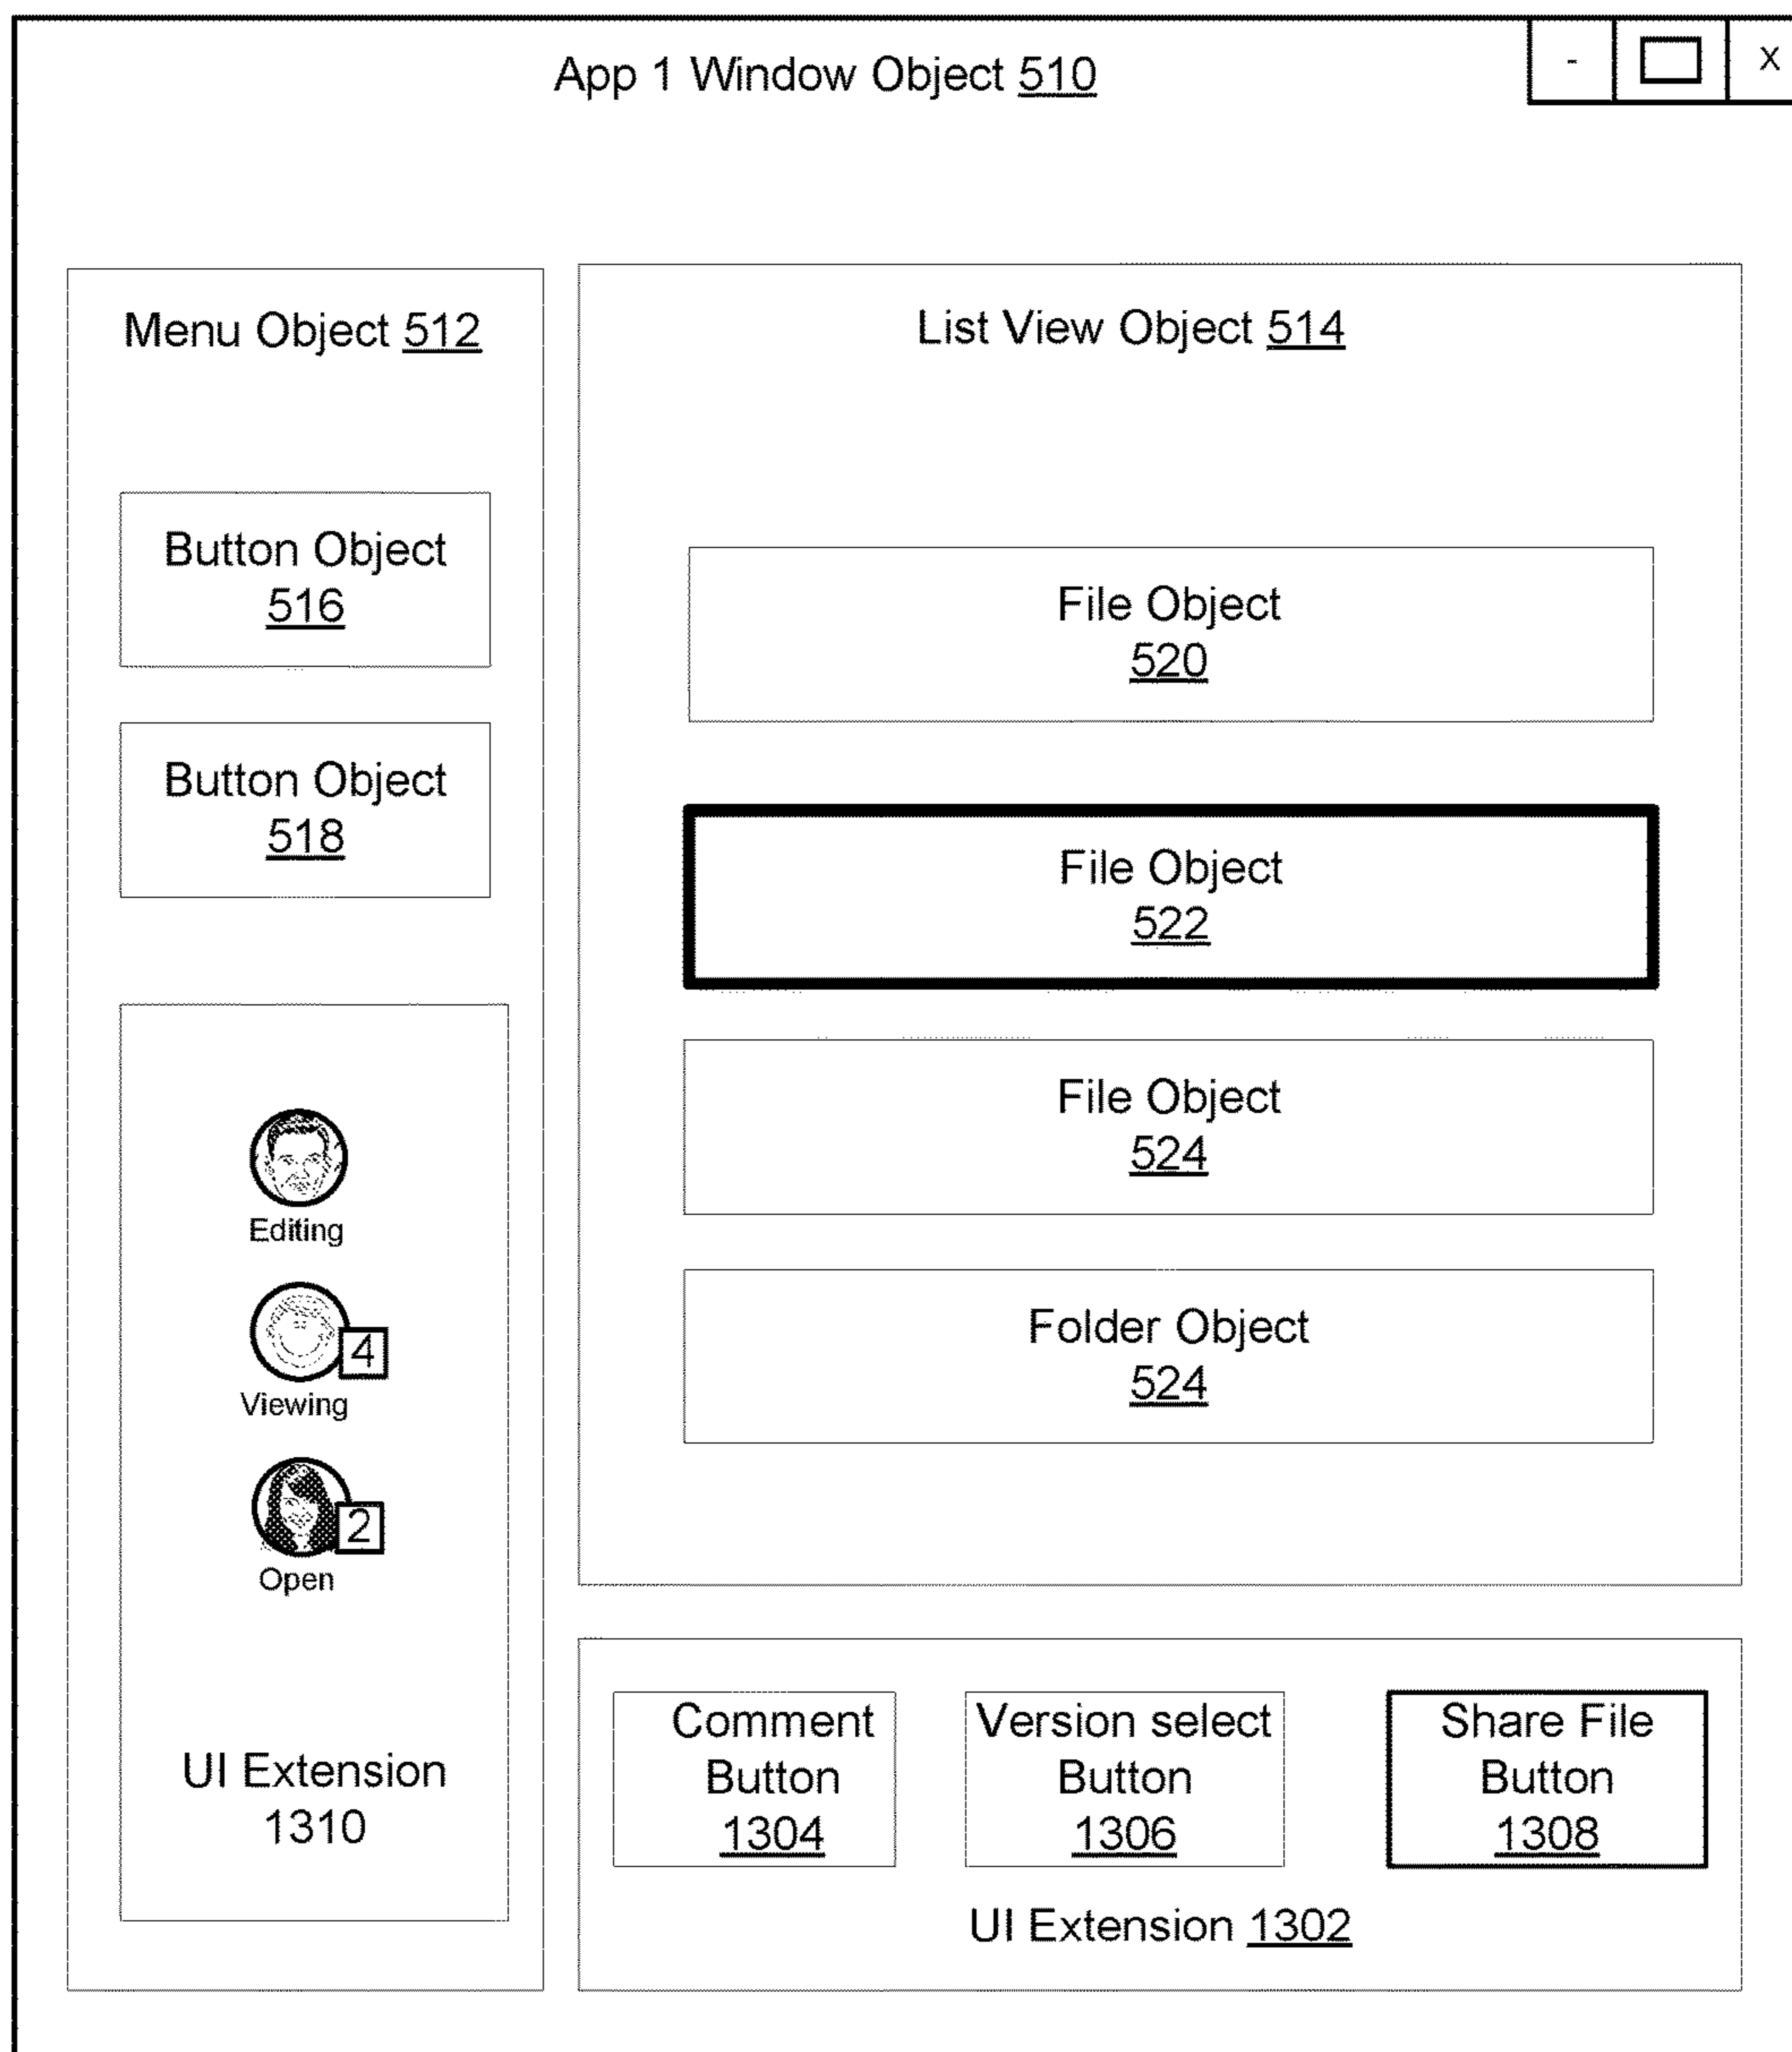 App 1 Window Object 510
-
X
Menu Object 512
Button Object
516
Button Object
518
Editing
4
Viewing
2
Open
UI Extension
1310
List View Object 514
File Object
520
File Object
522
File Object
524
Folder Object
524
Comment
Button
1304
Version select
Button
1306
Share File
Button
1308
UI Extension 1302